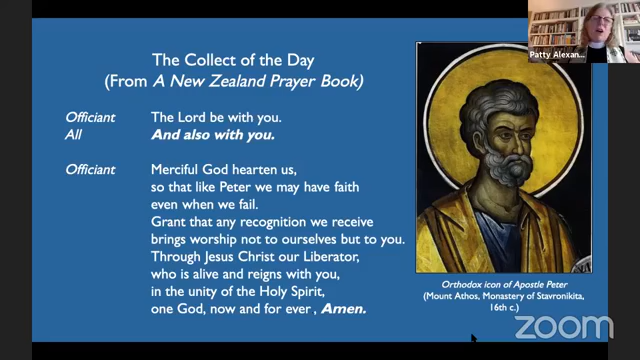 The Collect of the Day
(From A New Zealand Prayer Book)
Officiant The Lord be with you.
All And also with you.
Officiant Merciful God hearten us,
so that like Peter we may have faith
even when we fail.
Grant that any recognition we receive
brings worship not to ourselves but to you.
Through Jesus Christ our Liberator,
who is alive and reigns with you,
in the unity of the Holy Spirit,
one God, now and for ever, Amen.
Patty Alexan...
Orthodox icon of Apostle Peter
(Mount Athos, Monastery of Stavronikita,
16th c.)
zoom